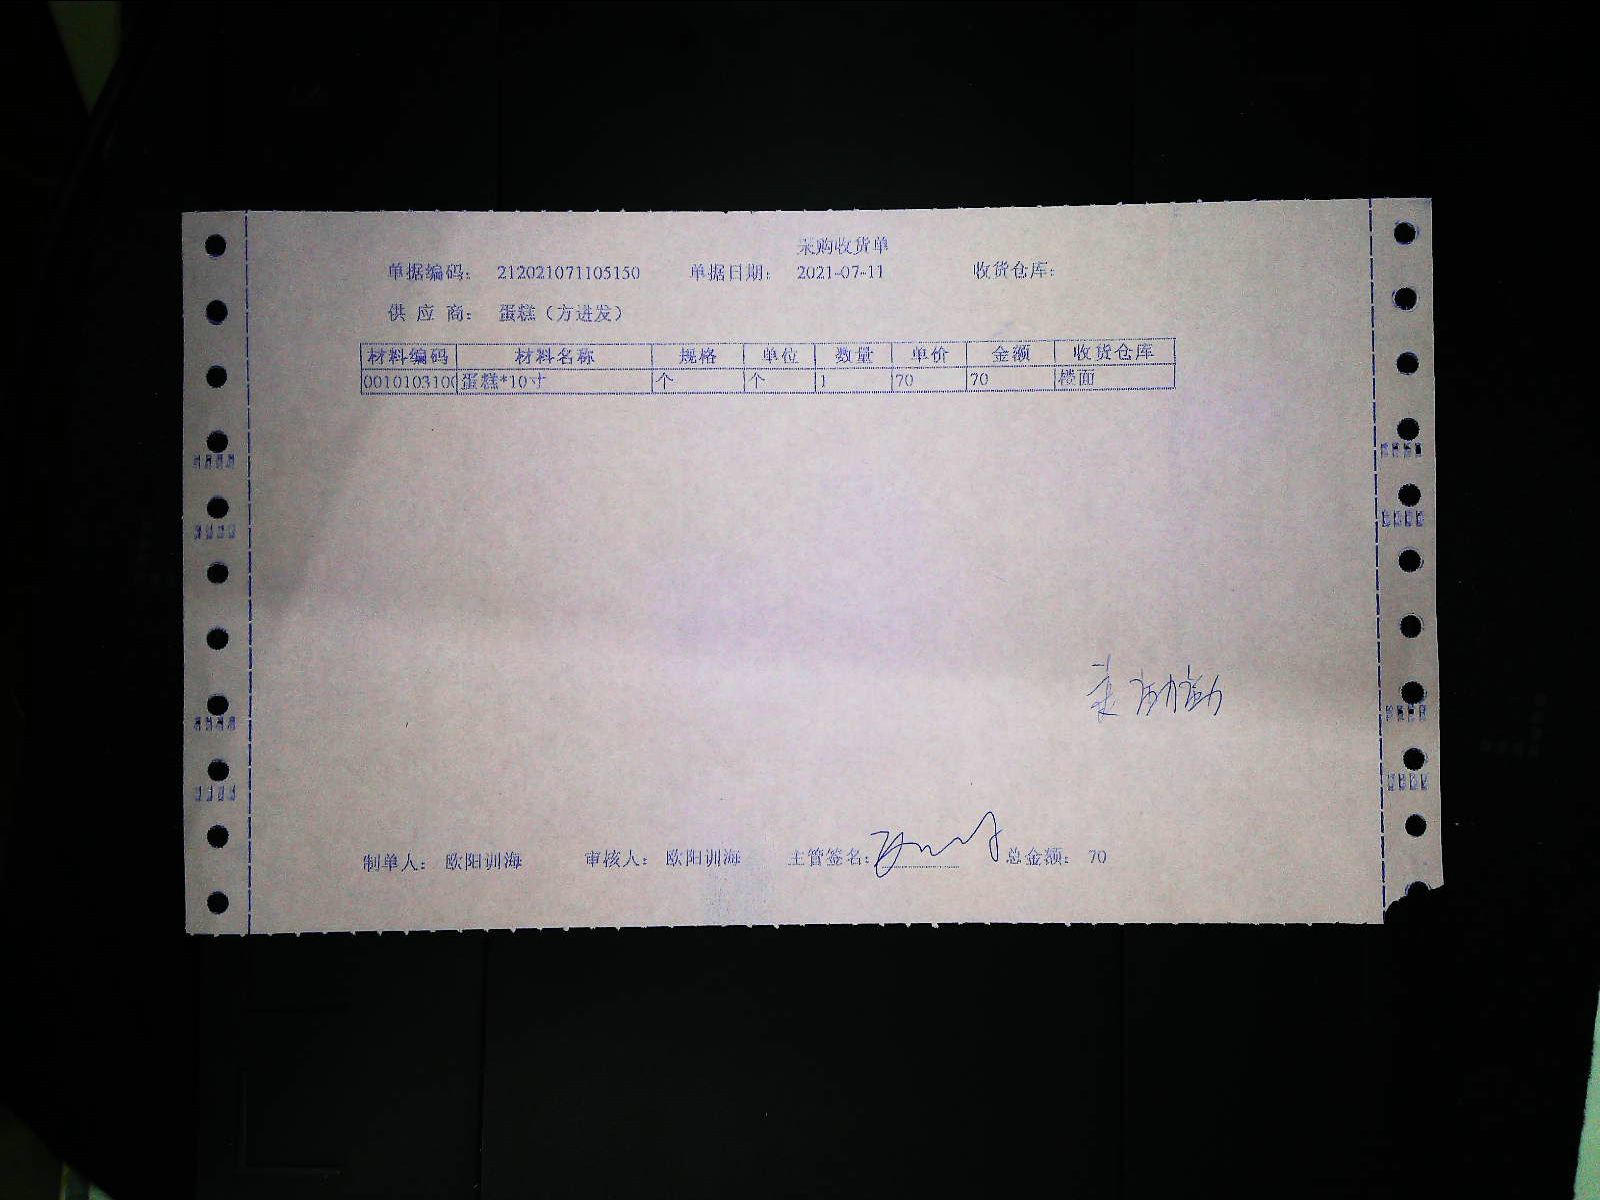 采购收货单
单据编码： 212021071105150 单据日期： 2021-07-11 收货仓库：
供 应 商： 蛋糕（方进发）
材料编码 材料名称 规格 单位 数量 单价 金额 收货仓库
0010103100 蛋糕*10寸 个 个 1 70 70 楼面
制单人： 欧阳训海 审核人： 欧阳训海 主管签名： 总金额： 70